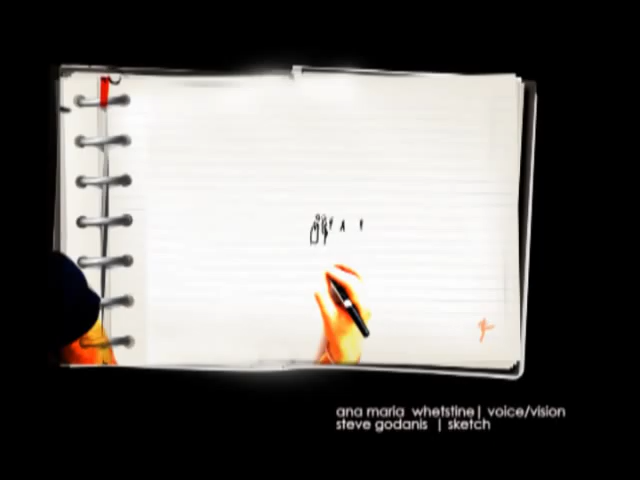 ana maria whetstine| voice/vision
steve godanis | sketch